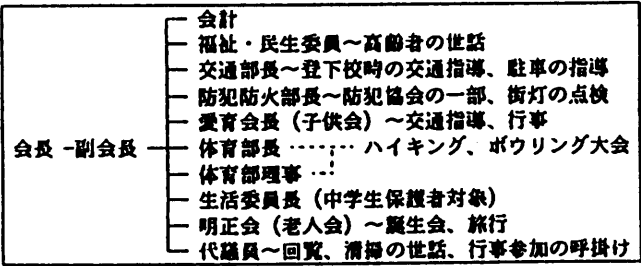 会計
福祉・民生委員～高齢者の世話
交通部長～登下校時の交通指導、駐車の指導
防犯防火部長～防犯協会の一部、街灯の点検
愛育会長（子供会）～交通指導、行事
会長－副会長
体育部長……… ハイキング、ボウリング大会
体育部理事…
生活委員長（中学生保護者対象）
明正会（老人会）～誕生会、旅行
代議員～回覧、清掃の世話、行事参加の呼掛け